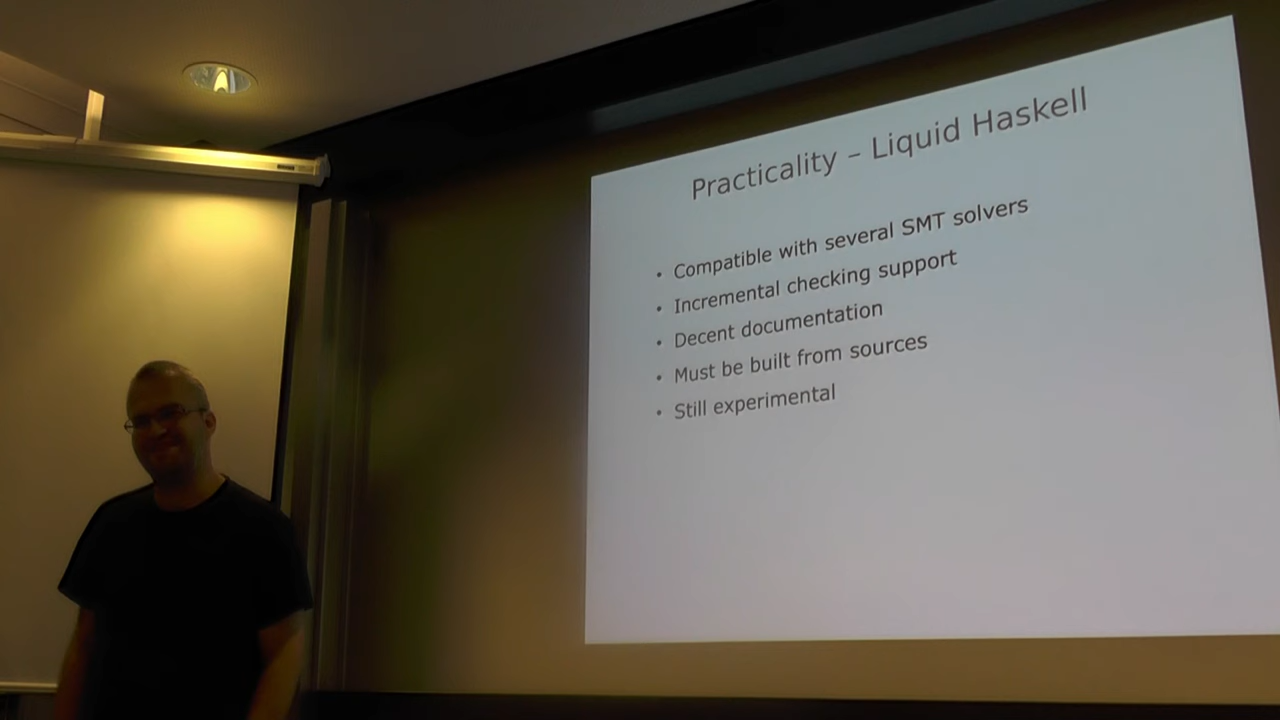 Practicality – Liquid Haskell
• Compatible with several SMT solvers
• Incremental checking support
• Decent documentation
• Must be built from sources
• Still experimental